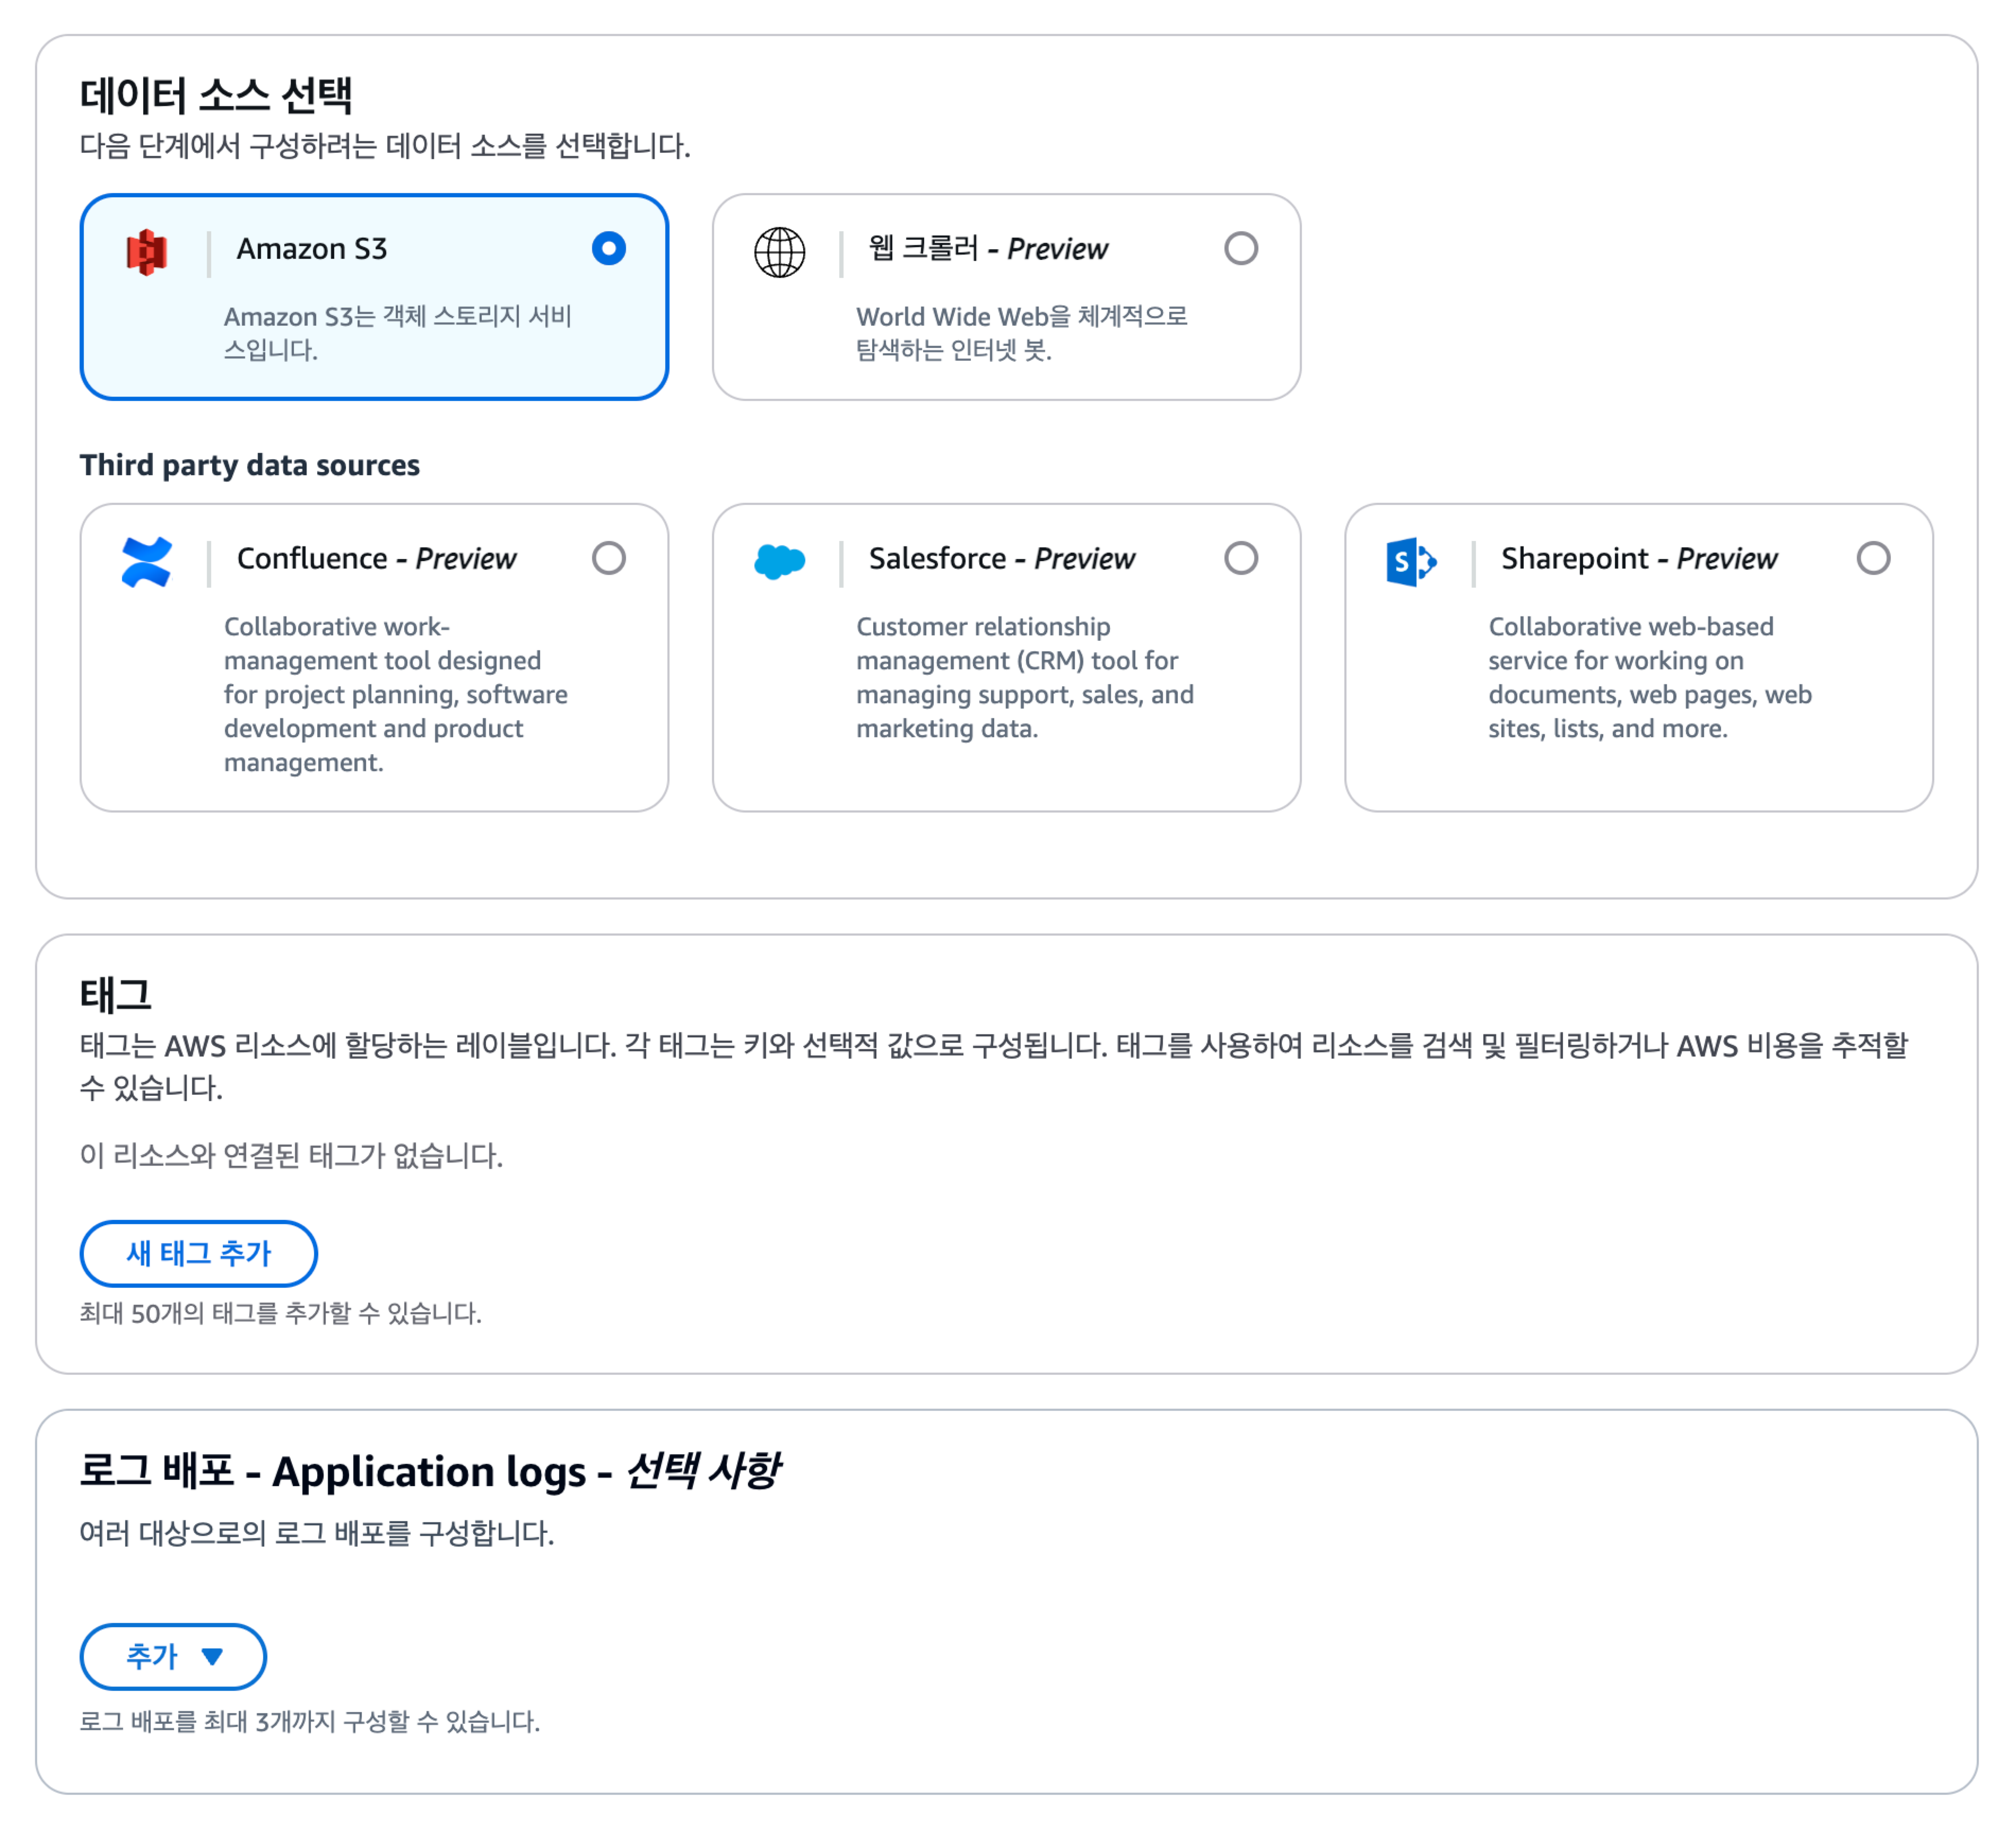 데이터 소스 선택
다음 단계에서 구성하려는 데이터 소스를 선택합니다.
Amazon S3
Amazon S3는 객체 스토리지 서비
스입니다.
웹 크롤러 - Preview
World Wide Web을 체계적으로
탐색하는 인터넷 봇.
Third party data sources
Confluence - Preview
Collaborative work-
management tool designed
for project planning, software
development and product
management.
Salesforce - Preview
Customer relationship
management (CRM) tool for
managing support, sales, and
marketing data.
S
Sharepoint - Preview
Collaborative web-based
service for working on
documents, web pages, web
sites, lists, and more.
태그
태그는 AWS 리소스에 할당하는 레이블입니다. 각 태그는 키와 선택적 값으로 구성됩니다. 태그를 사용하여 리소스를 검색 및 필터링하거나 AWS 비용을 추적할
수 있습니다.
이 리소스와 연결된 태그가 없습니다.
새 태그 추가
최대 50개의 태그를 추가할 수 있습니다.
로그 배포 - Application logs - 선택 사항
여러 대상으로의 로그 배포를 구성합니다.
추가
로그 배포를 최대 3개까지 구성할 수 있습니다.